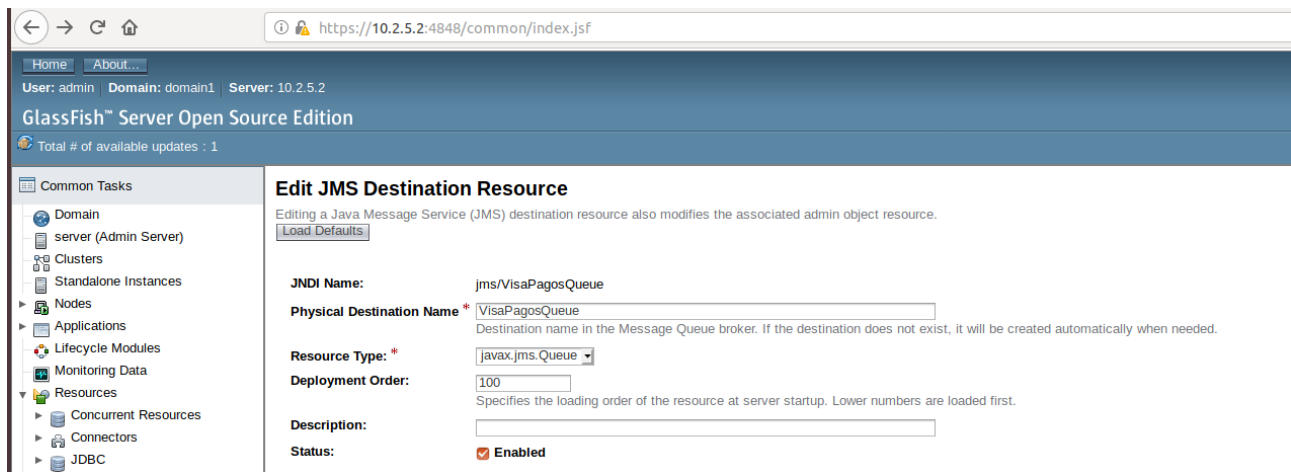 https://10.2.5.2:4848/common/index.jsf
Home About...
User: admin Domain: domain1 Server: 10.2.5.2
GlassFish™ Server Open Source Edition
Total # of available updates : 1
Common Tasks
Domain
server (Admin Server)
Clusters
Standalone Instances
Nodes
Applications
Lifecycle Modules
Monitoring Data
Resources
Concurrent Resources
Connectors
JDBC
Edit JMS Destination Resource
Editing a Java Message Service (JMS) destination resource also modifies the associated admin object resource.
Load Defaults
JNDI Name: jms/VisaPagosQueue
Physical Destination Name * VisaPagosQueue
Destination name in the Message Queue broker. If the destination does not exist, it will be created automatically when needed.
Resource Type: * javax.jms.Queue
Deployment Order: 100
Specifies the loading order of the resource at server startup. Lower numbers are loaded first.
Description:
Status: Enabled